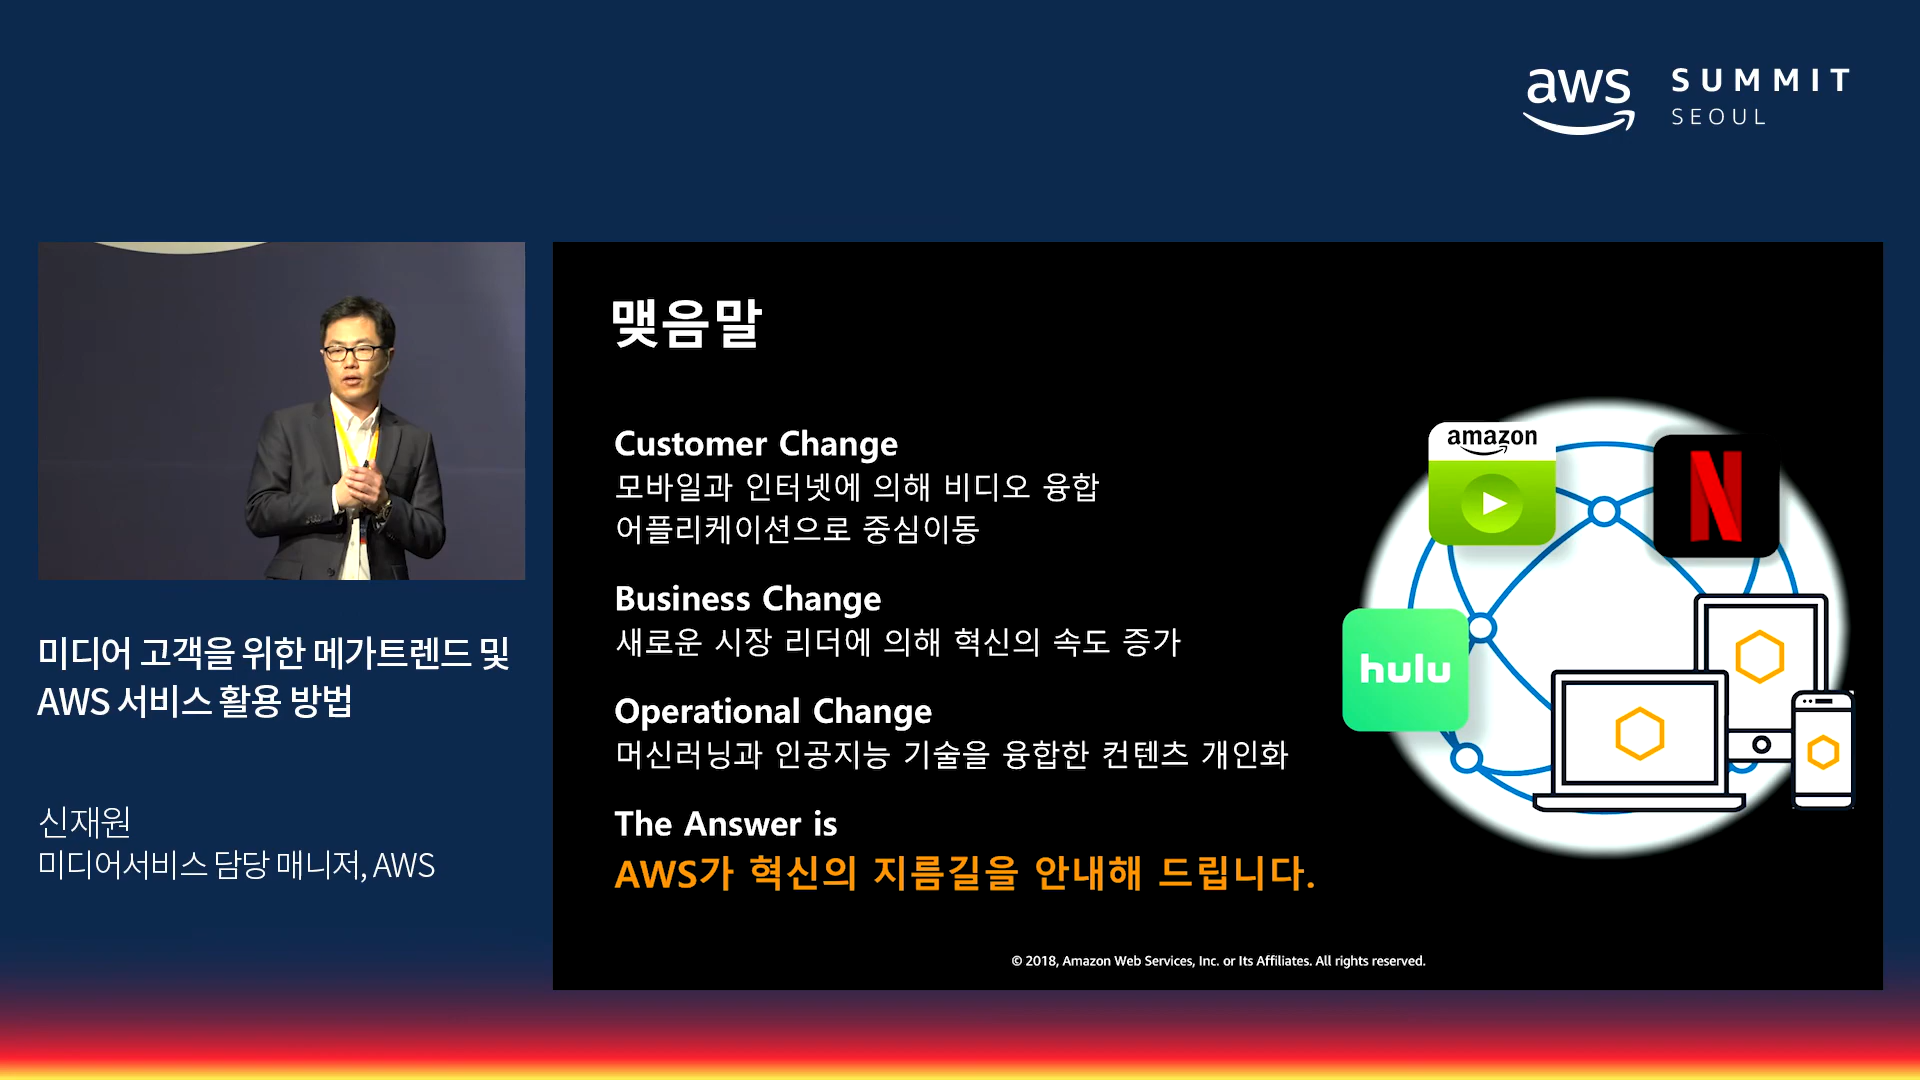 aws SUMMIT
SEOUL
미디어 고객을 위한 메가트렌드 및
AWS 서비스 활용 방법
신재원
미디어서비스 담당 매니저, AWS
맺음말
Customer Change
모바일과 인터넷에 의해 비디오 융합
어플리케이션으로 중심이동
Business Change
새로운 시장 리더에 의해 혁신의 속도 증가
Operational Change
머신러닝과 인공지능 기술을 융합한 컨텐츠 개인화
The Answer is
AWS가 혁신의 지름길을 안내해 드립니다.
amazon
N
hulu
© 2018, Amazon Web Services, Inc. or Its Affiliates. All rights reserved.